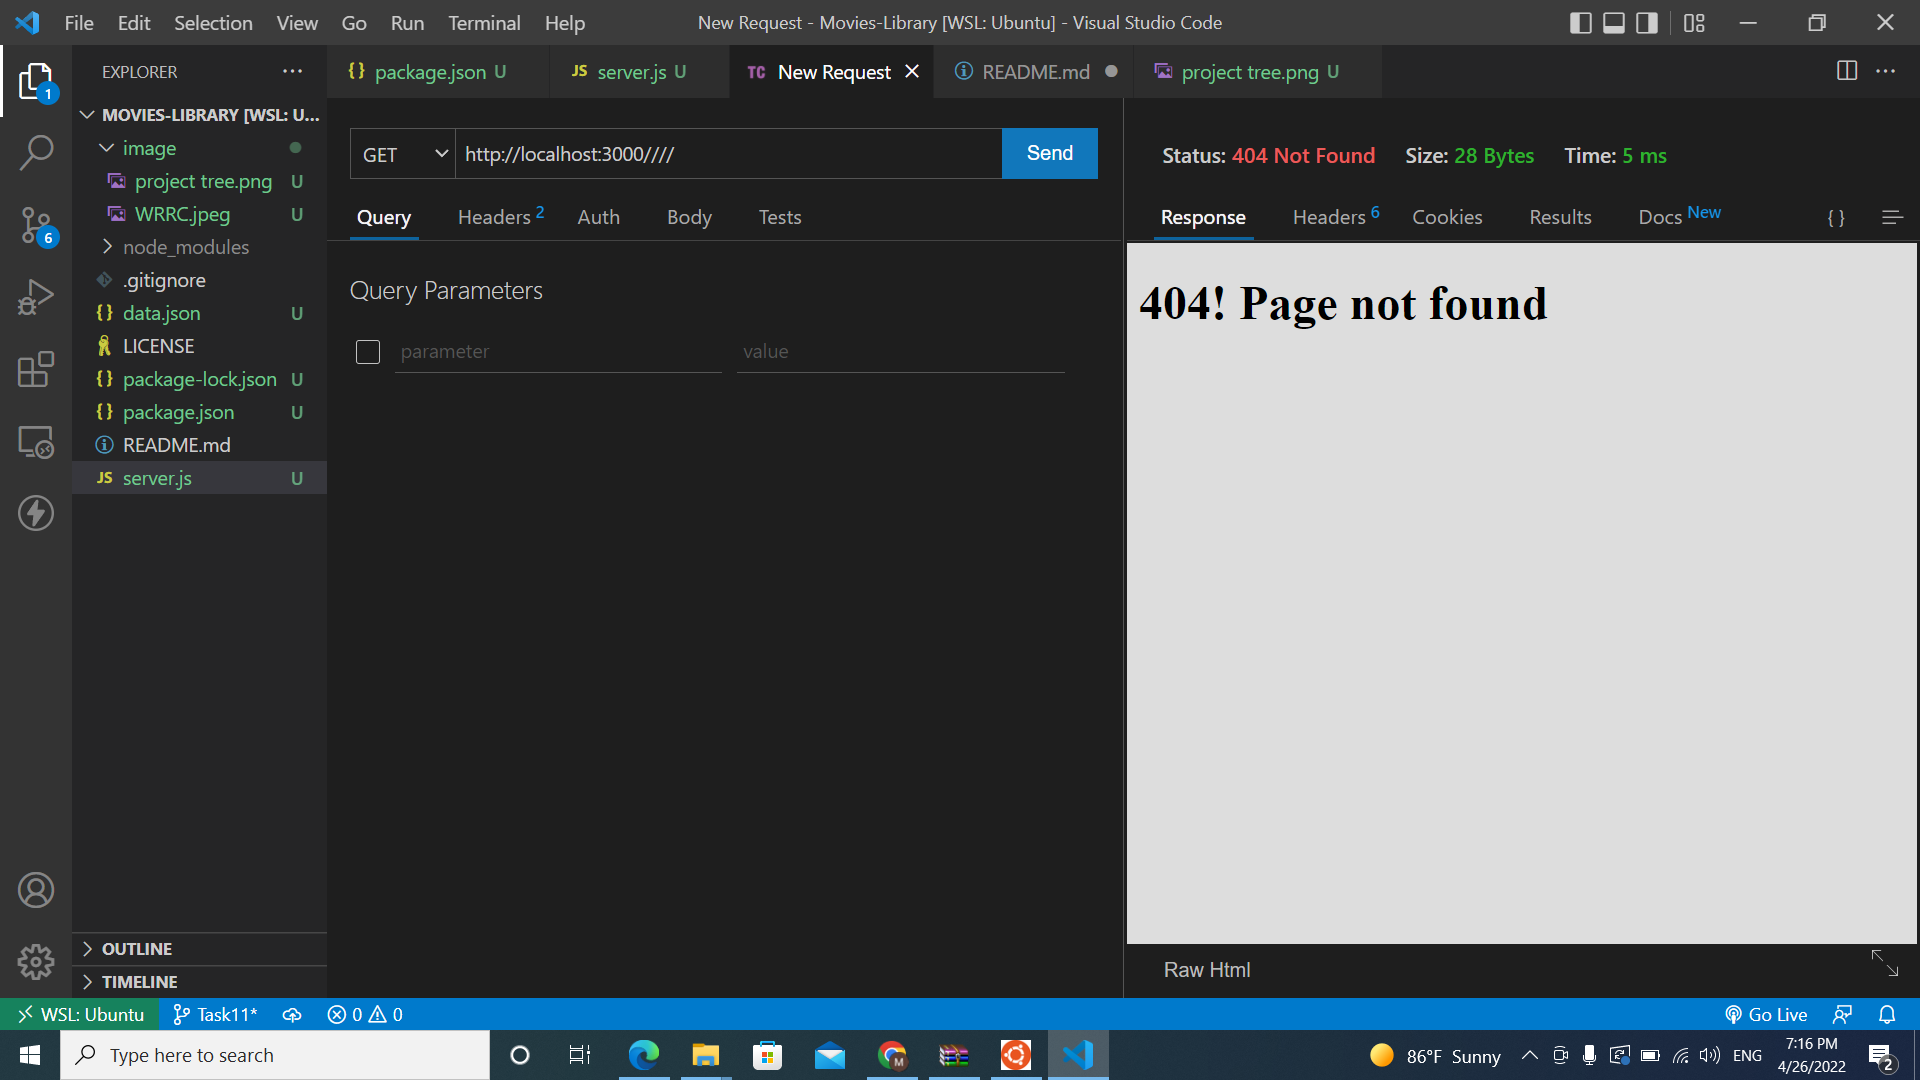 File Edit Selection View Go Run Terminal Help
New Request - Movies-Library [WSL: Ubuntu] - Visual Studio Code
EXPLORER
{} package.json U
JS server.js U
TC New Request
README.md
project tree.png U
1
MOVIES-LIBRARY [WSL: U...
image
project tree.png U
WRRC.jpeg U
6
node_modules
.gitignore
{} data.json U
LICENSE
{} package-lock.json U
{} package.json U
README.md
JS server.js U
OUTLINE
TIMELINE
GET
http://localhost:3000////
Send
Query Headers 2 Auth Body Tests
Query Parameters
parameter value
Status: 404 Not Found Size: 28 Bytes Time: 5 ms
Response Headers 6 Cookies Results Docs New { }
404! Page not found
Raw Html
WSL: Ubuntu Task11* 0 0 Go Live
Type here to search
M
86°F Sunny
ENG
7:16 PM
4/26/2022
2